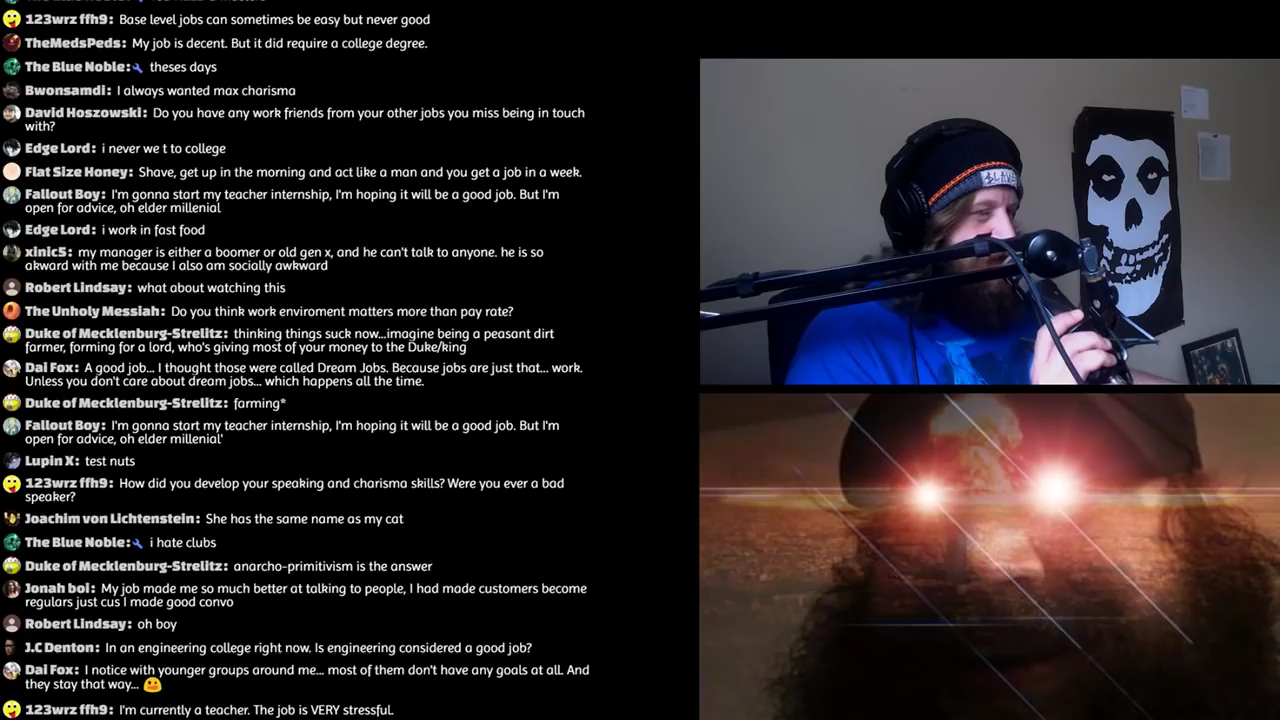 123wrz ffh9: Base level jobs can sometimes be easy but never good
TheMedsPeds: My job is decent. But it did require a college degree.
The Blue Noble: theses days
Bwonsamdi: I always wanted max charisma
David Hoszowski: Do you have any work friends from your other jobs you miss being in touch
with?
Edge Lord: i never we t to college
Flat Size Honey: Shave, get up in the morning and act like a man and you get a job in a week.
Fallout Boy: I'm gonna start my teacher internship, I'm hoping it will be a good job. But I'm
open for advice, oh elder millenial
Edge Lord: i work in fast food
xinic5: my manager is either a boomer or old gen x, and he can't talk to anyone. he is so
akward with me because I also am socially awkward
Robert Lindsay: what about watching this
The Unholy Messiah: Do you think work enviroment matters more than pay rate?
Duke of Mecklenburg-Strelitz: thinking things suck now...imagine being a peasant dirt
farmer, forming for a lord, who's giving most of your money to the Duke/king
Dai Fox: A good job... I thought those were called Dream Jobs. Because jobs are just that... work.
Unless you don't care about dream jobs... which happens all the time.
Duke of Mecklenburg-Strelitz: farming*
Fallout Boy: I'm gonna start my teacher internship, I'm hoping it will be a good job. But I'm
open for advice, oh elder millenial'
Lupin X: test nuts
123wrz ffh9: How did you develop your speaking and charisma skills? Were you ever a bad
speaker?
Joachim von Lichtenstein: She has the same name as my cat
The Blue Noble: i hate clubs
Duke of Mecklenburg-Strelitz: anarcho-primitivism is the answer
Jonah boi: My job made me so much better at talking to people, I had made customers become
regulars just cus I made good convo
Robert Lindsay: oh boy
J.C Denton: In an engineering college right now. Is engineering considered a good job?
Dai Fox: I notice with younger groups around me... most of them don't have any goals at all. And
they stay that way...
123wrz ffh9: I'm currently a teacher. The job is VERY stressful.